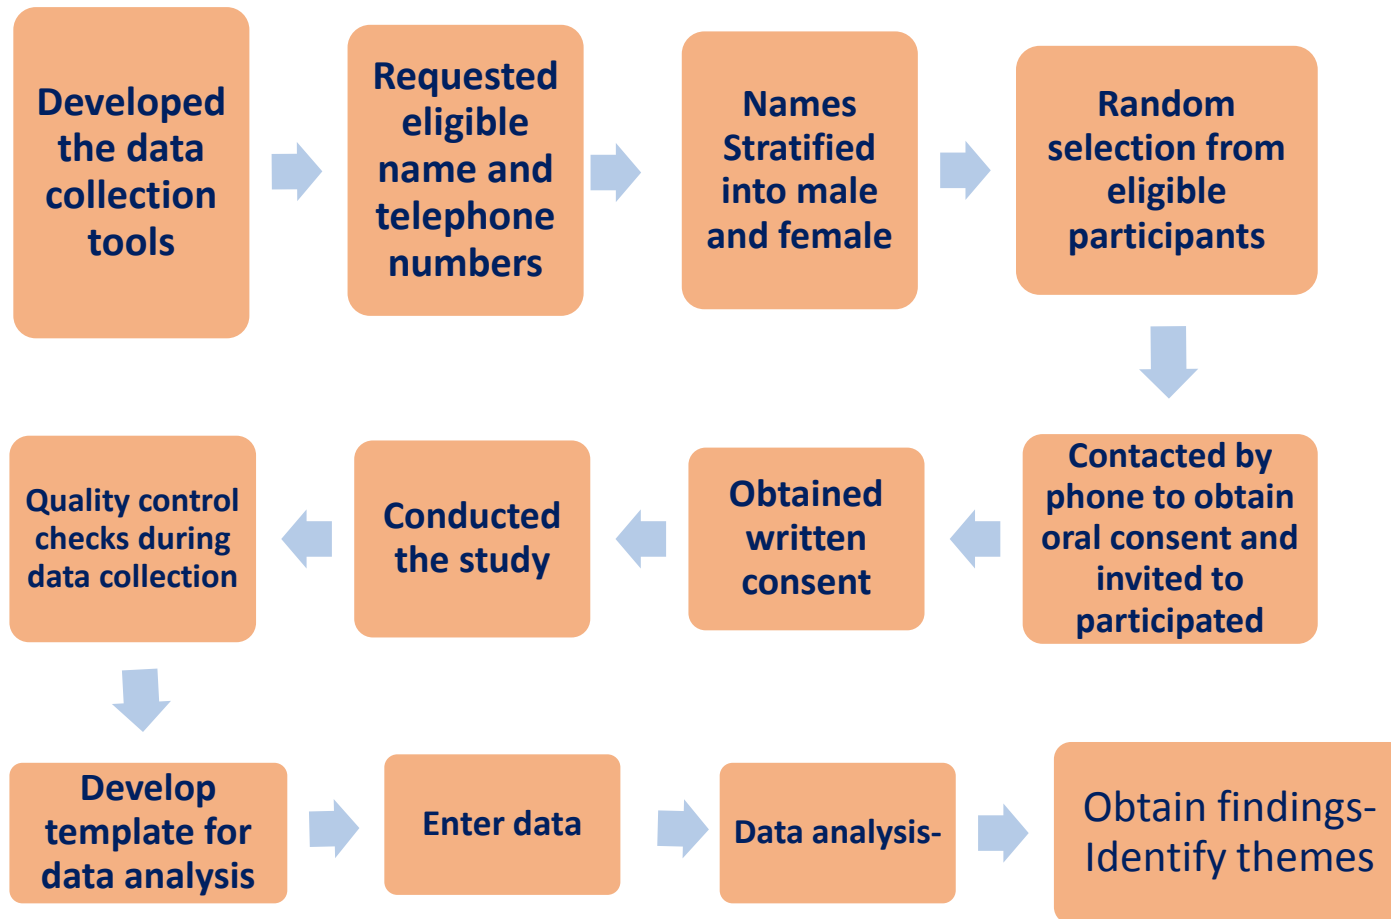 Developed
the data
collection
tools
Requested
eligible
name and
telephone
numbers
Names
Stratified
into male
and female
Random
selection from
eligible
participants
Contacted by
phone to obtain
oral consent and
invited to
participated
Obtained
written
consent
Conducted
the study
Quality control
checks during
data collection
Develop
template for
data analysis
Enter data
Data analysis-
Obtain findings-
Identify themes